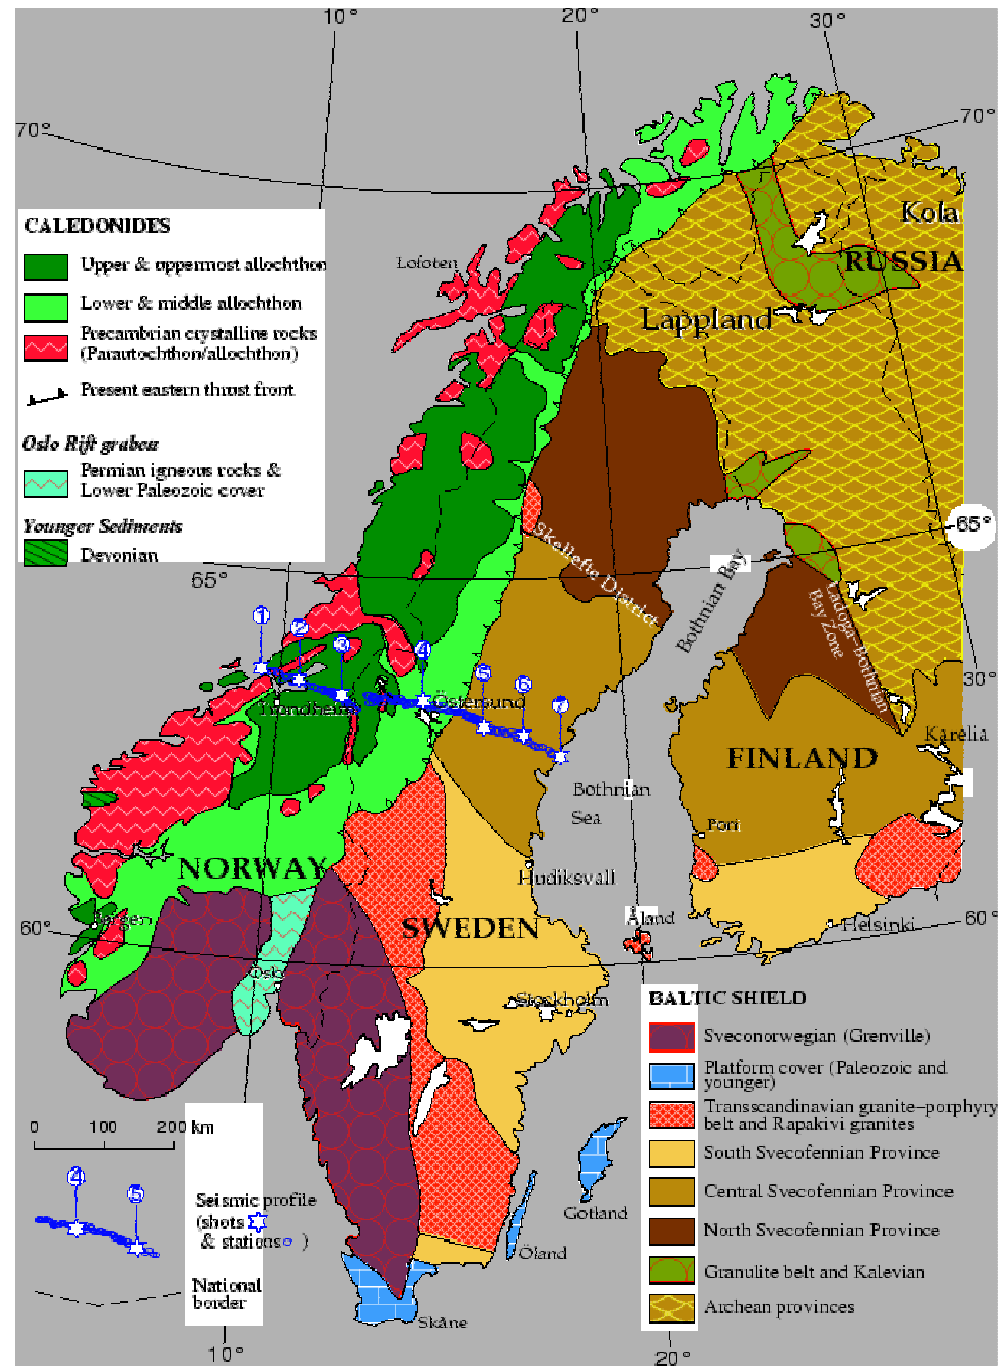 10°
20°
30°
70°
70°
CALEDONIDES
Upper & uppermost allochthon
Lower & middle allochthon
Precambrian crystalline rocks
(Parautochthon/allochthon)
Present eastern thrust front
Oslo Rift graben
Permian igneous rocks &
Lower Paleozoic cover
Younger Sediments
Devonian
Kola
RUSSIA
Lofoten
Lappland
65°
65°
Skellefte District
Bothnian Bay
Ladoga-Bothnian
Bay Zone
1
2
3
4
5
6
7
Trondheim
Östersund
30°
Karelia
FINLAND
Bothnian
Sea
Pori
NORWAY
Hudiksvall
Bergen
SWEDEN
Åland
Helsinki
60°
60°
Oslo
Stockholm
BALTIC SHIELD
Sveconorwegian (Grenville)
Platform cover (Paleozoic and
younger)
Transscandinavian granite-porphyry
belt and Rapakivi granites
South Svecofennian Province
Central Svecofennian Province
North Svecofennian Province
Granulite belt and Kalevian
Archean provinces
0 100 200 km
4
5
Seismic profile
(shots
& stations )
National
border
Gotland
Öland
Skåne
10°
20°